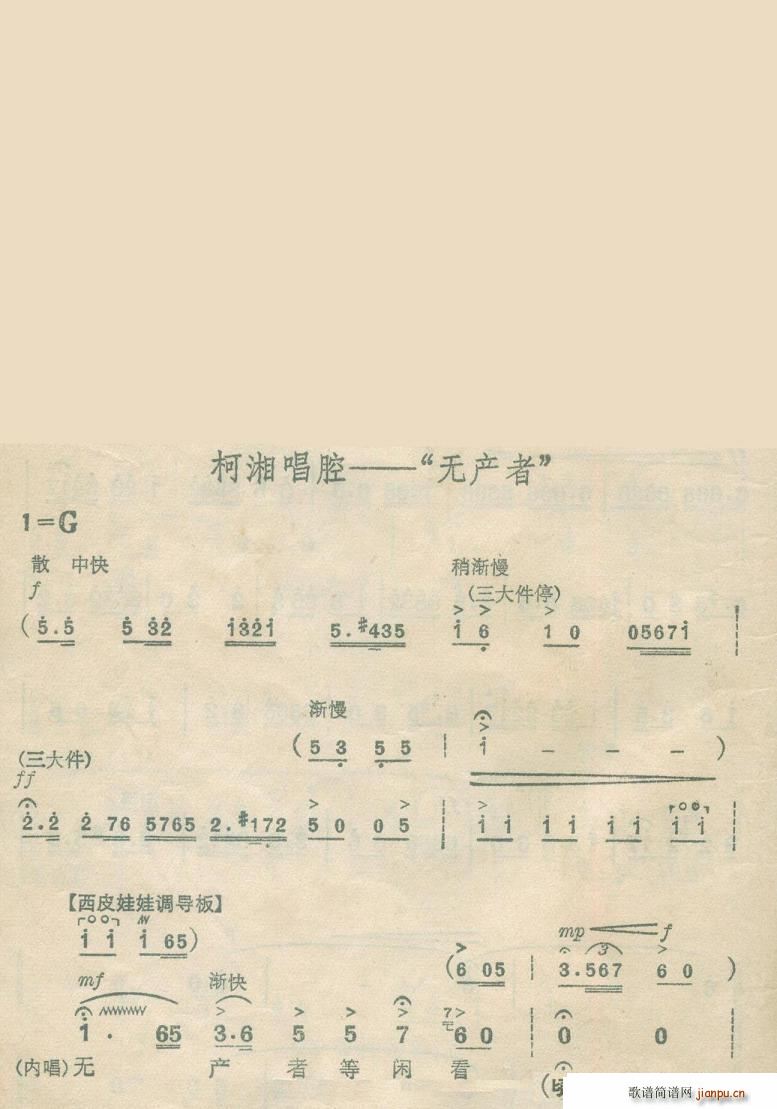 柯湘唱腔——“无产者”
1=G
散 中快 稍渐慢
f (三大件停)
(5.5 5 32 1321 5.#435 1 6 1 0 05671
渐慢
(5 3 5 5 1 - - - )
(三大件)
ff
2.2 2 76 5765 2.#172 5 0 0 5 1 1 1 1 1 1 1 1
【西皮娃娃调导板】
1 1 1 65)
mp f
(6 05 3.567 6 0 )
3
mf 渐快
1. 65 3.6 5 5 7 7 6 0 0 0
(内唱)无 产 者 等 闲 看
(
歌谱简谱网 jianpu.cn